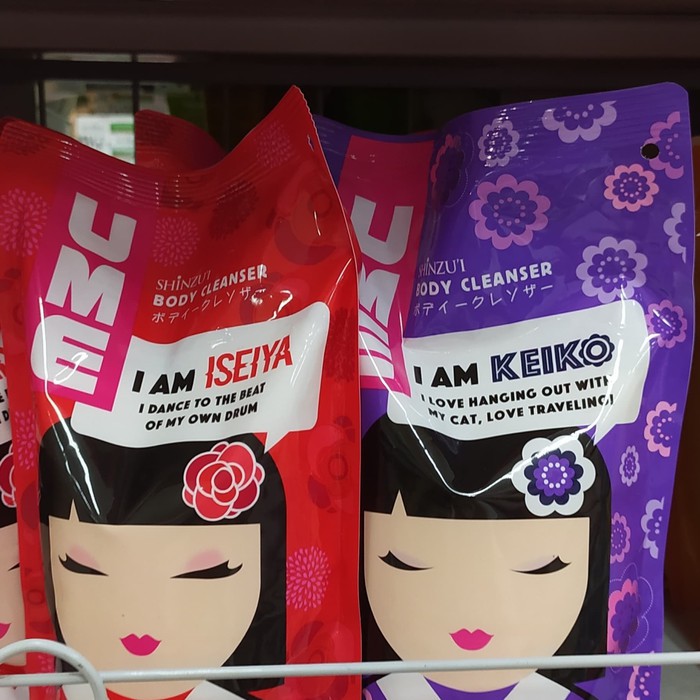 UME
SHiNZU'I
BODY CLEANSER
ボディークレンザー
I AM ISEIYA
I DANCE TO THE BEAT
OF MY OWN DRUM
UME
SHiNZU'I
BODY CLEANSER
ボディークレンザー
I AM KEIKO
I LOVE HANGING OUT WITH
MY CAT, LOVE TRAVELING!